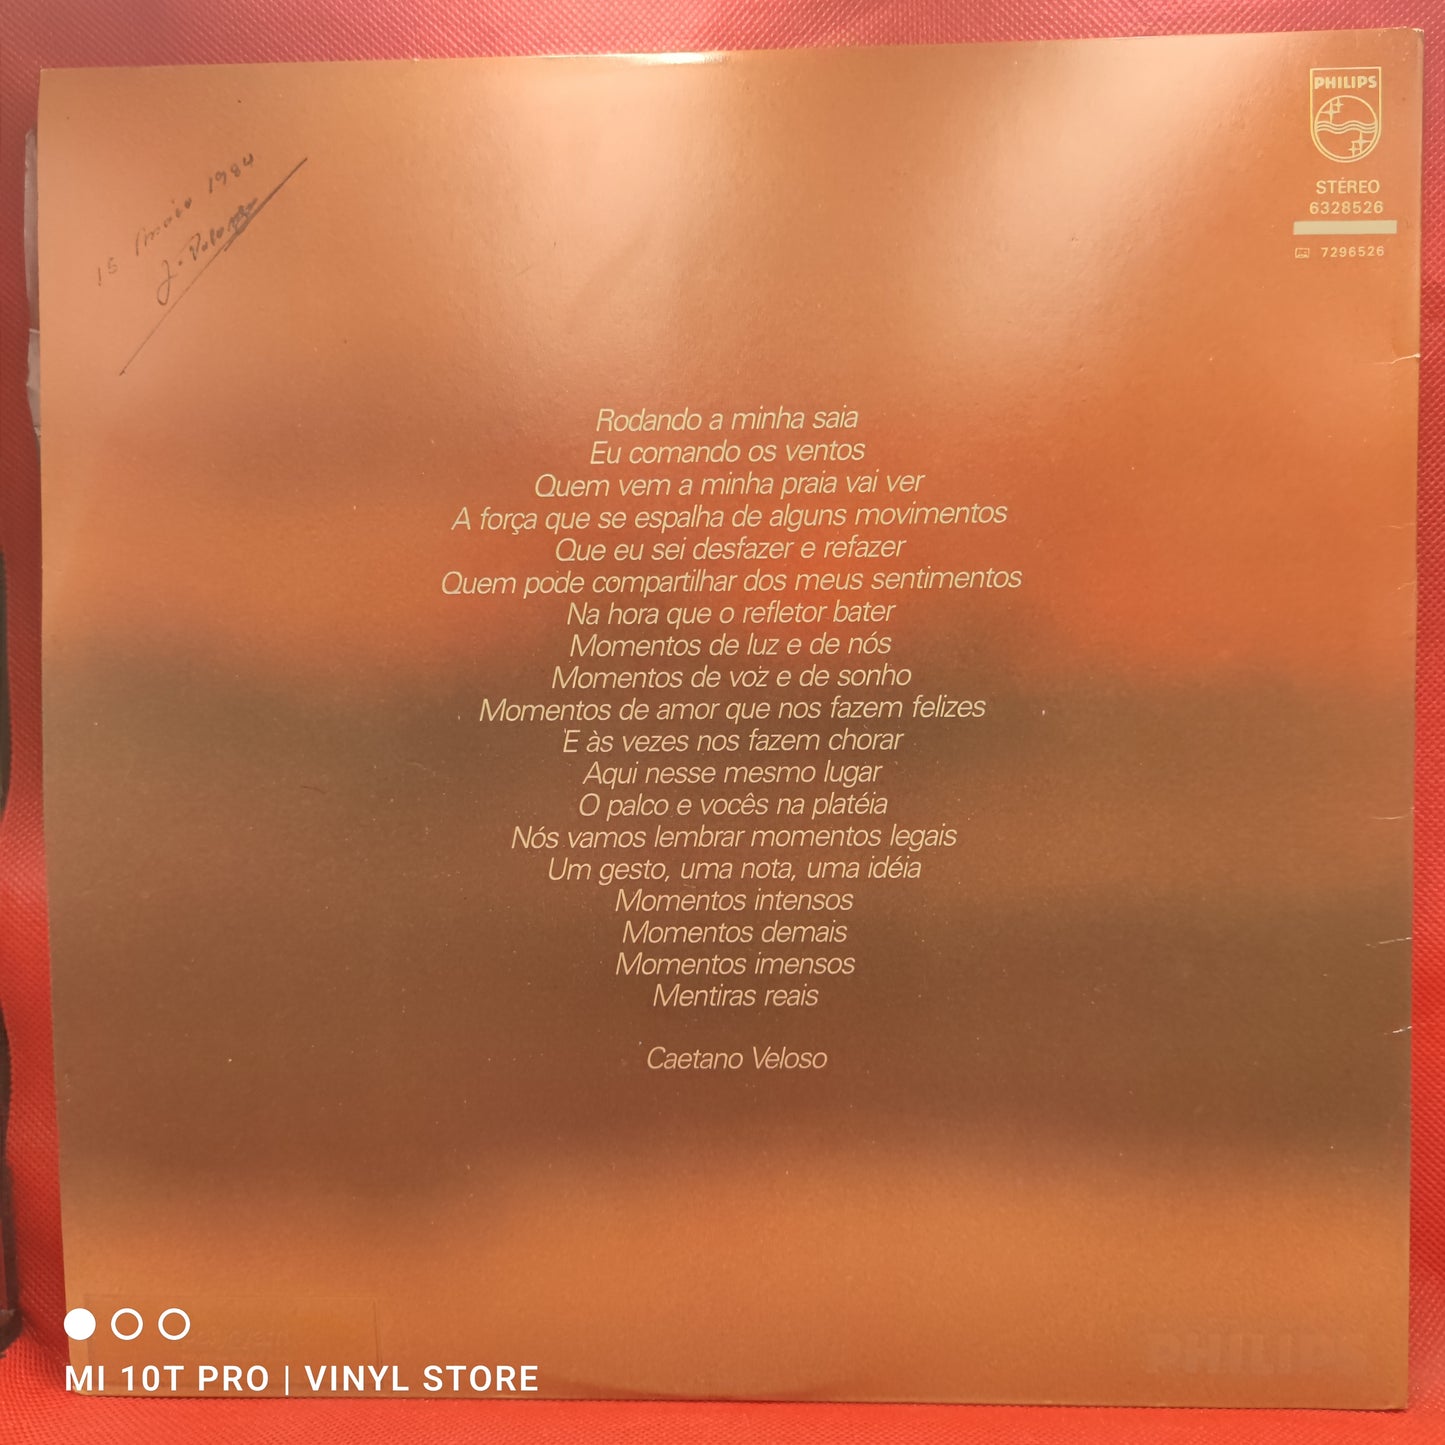 PHILIPS
STÉREO
6328526
7296526
15 maio 1984
Rodando a minha saia
Eu comando os ventos
Quem vem a minha praia vai ver
A força que se espalha de alguns movimentos
Que eu sei desfazer e refazer
Quem pode compartilhar dos meus sentimentos
Na hora que o refletor bater
Momentos de luz e de nós
Momentos de voz e de sonho
Momentos de amor que nos fazem felizes
E às vezes nos fazem chorar
Aqui nesse mesmo lugar
O palco e vocês na platéia
Nós vamos lembrar momentos legais
Um gesto, uma nota, uma idéia
Momentos intensos
Momentos demais
Momentos imensos
Mentiras reais
Caetano Veloso
PHILIPS
MI 10T PRO | VINYL STORE